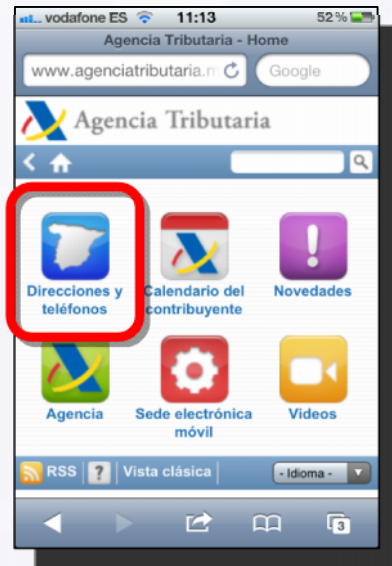 vodafone ES 11:13 52 %
Agencia Tributaria - Home
www.agenciatributaria.m Google
Agencia Tributaria
Direcciones y teléfonos
Calendario del contribuyente
Novedades
Agencia
Sede electrónica móvil
Videos
RSS ? Vista clásica - Idioma -
3